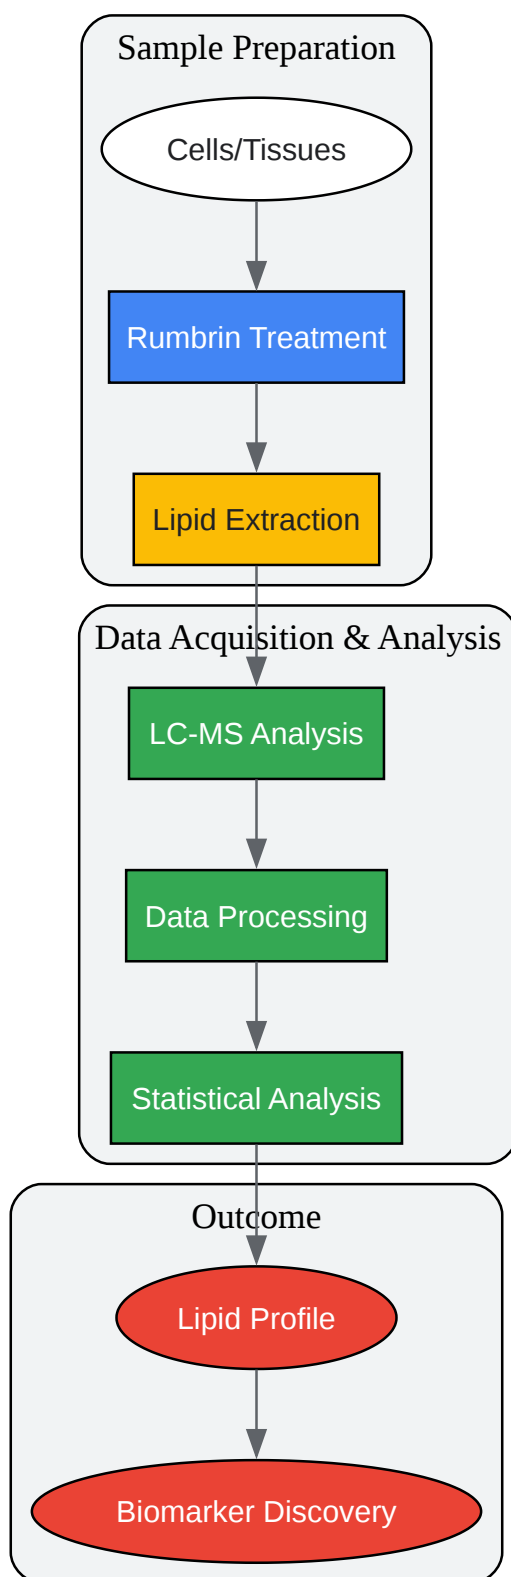 Sample Preparation
Cells/Tissues
Rumbrin Treatment
Lipid Extraction
Data Acquisition & Analysis
LC-MS Analysis
Data Processing
Statistical Analysis
Outcome
Lipid Profile
Biomarker Discovery